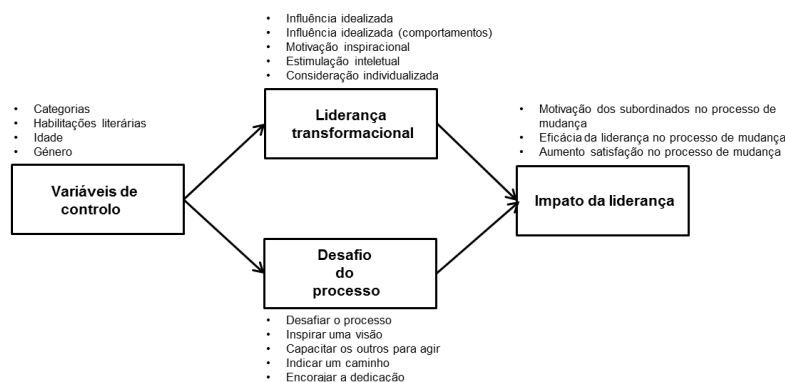 • Influência idealizada
• Influência idealizada (comportamentos)
• Motivação inspiracional
• Estimulação inteletual
• Consideração individualizada
Liderança
transformacional
• Categorias
• Habilitações literárias
• Idade
• Género
Variáveis de
controlo
• Motivação dos subordinados no processo de
mudança
• Eficácia da liderança no processo de mudança
• Aumento satisfação no processo de mudança
Impato da liderança
Desafio
do
processo
• Desafiar o processo
• Inspirar uma visão
• Capacitar os outros para agir
• Indicar um caminho
• Encorajar a dedicação